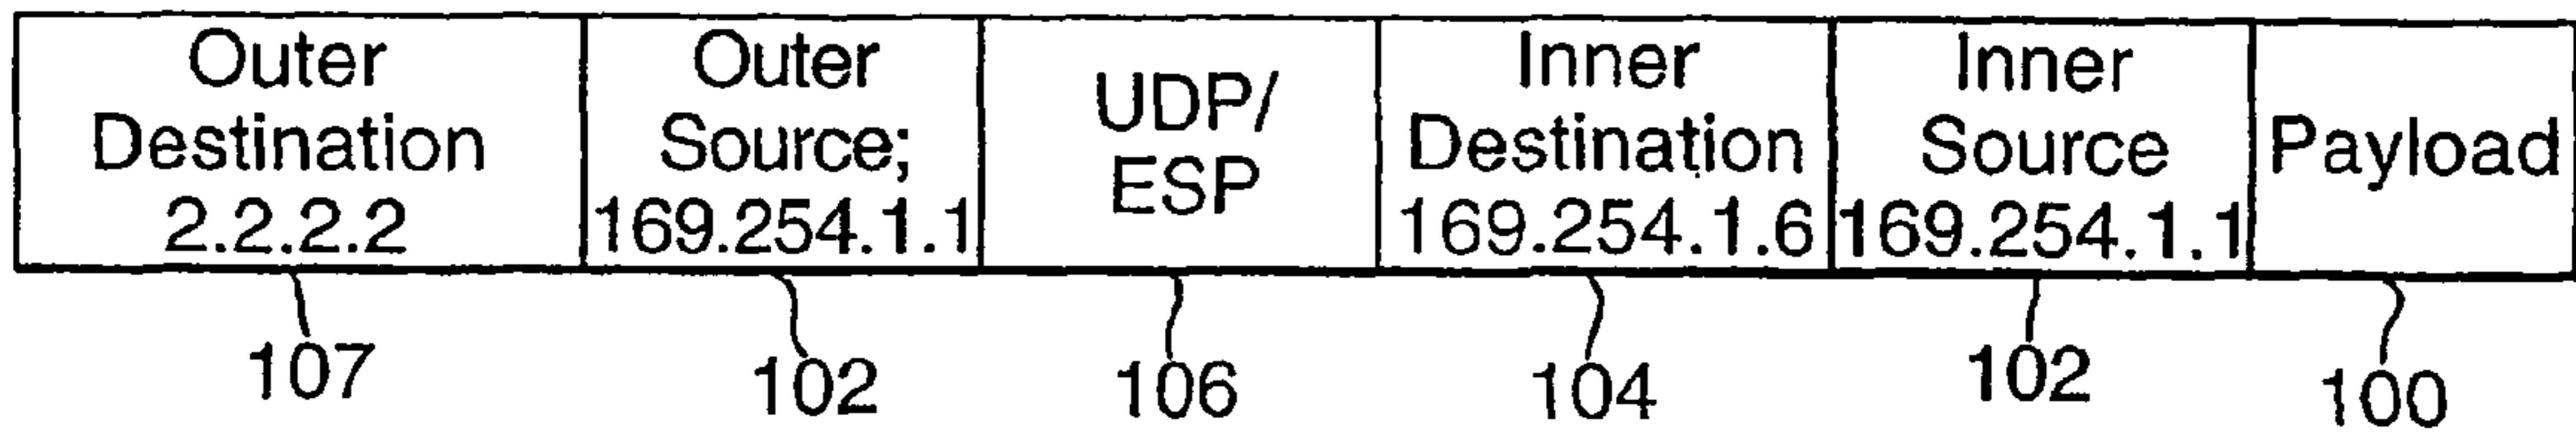 Outer
Destination
2.2.2.2
Outer
Source;
169.254.1.1
UDP/
ESP
Inner
Destination
169.254.1.6
Inner
Source
169.254.1.1
Payload
107
102
106
104
102
100